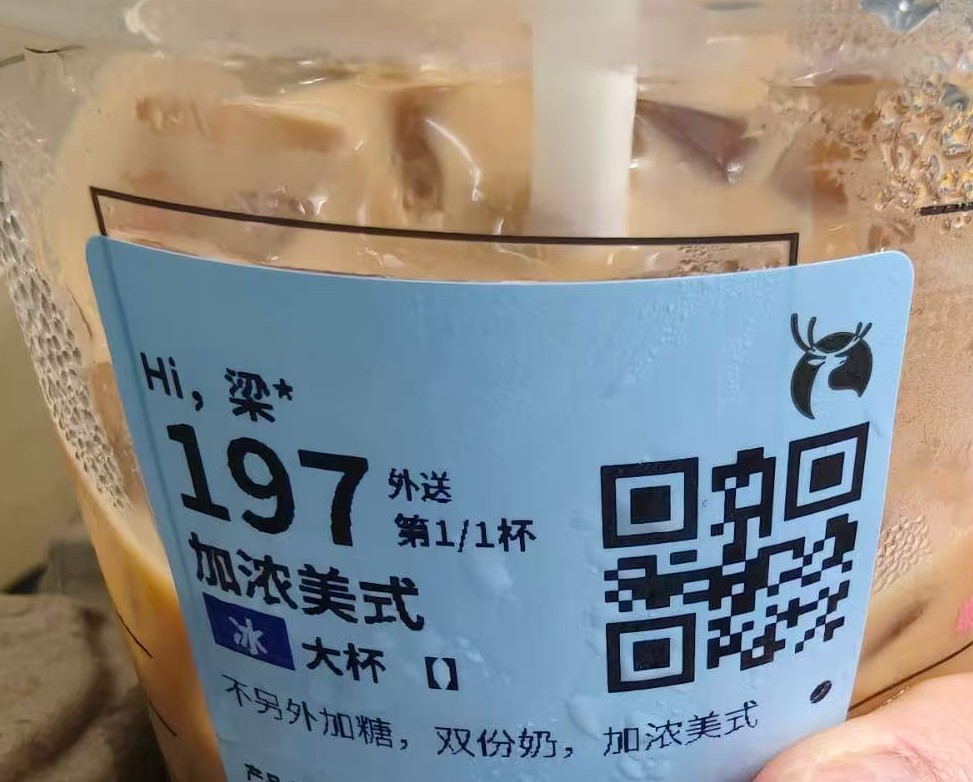 Hi，梁*
197 外送
第1/1杯
加浓美式
冰 大杯 【】
不另外加糖，双份奶，加浓美式